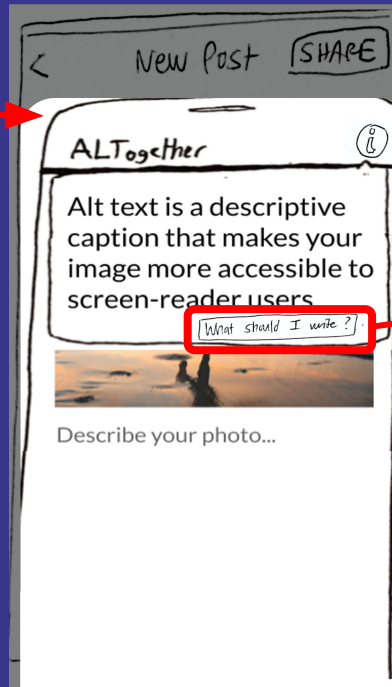 < New Post SHARE
ALTogether i
Alt text is a descriptive
caption that makes your
image more accessible to
screen-reader users
What should I write?
Describe your photo...